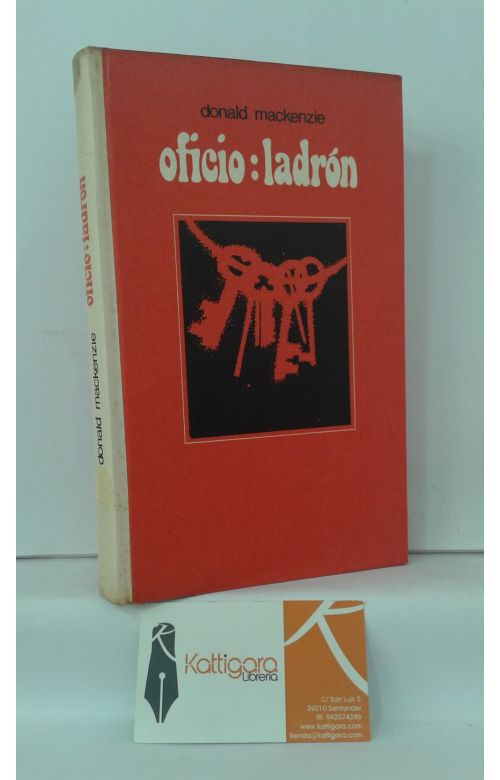 donald mackenzie
oficio : ladrón
donald mackenzie
oficio : ladrón
Kattigara
Librería
C/ San Luis 5
39010 Santander
tlf: 942074286
www.kattigara.com
tienda@kattigara.com